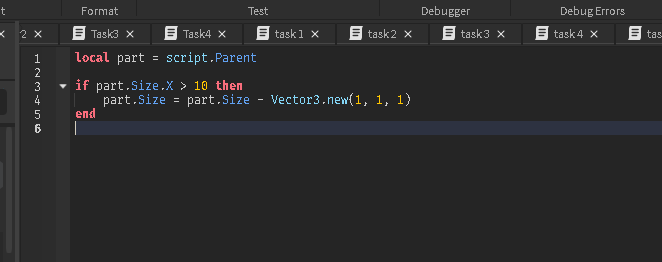 t Format Test Debugger Debug Errors
2 Task3 Task4 task1 task2 task3 task4 tas
1 local part = script.Parent
2
3 if part.Size.X > 10 then
4 part.Size = part.Size - Vector3.new(1, 1, 1)
5 end
6